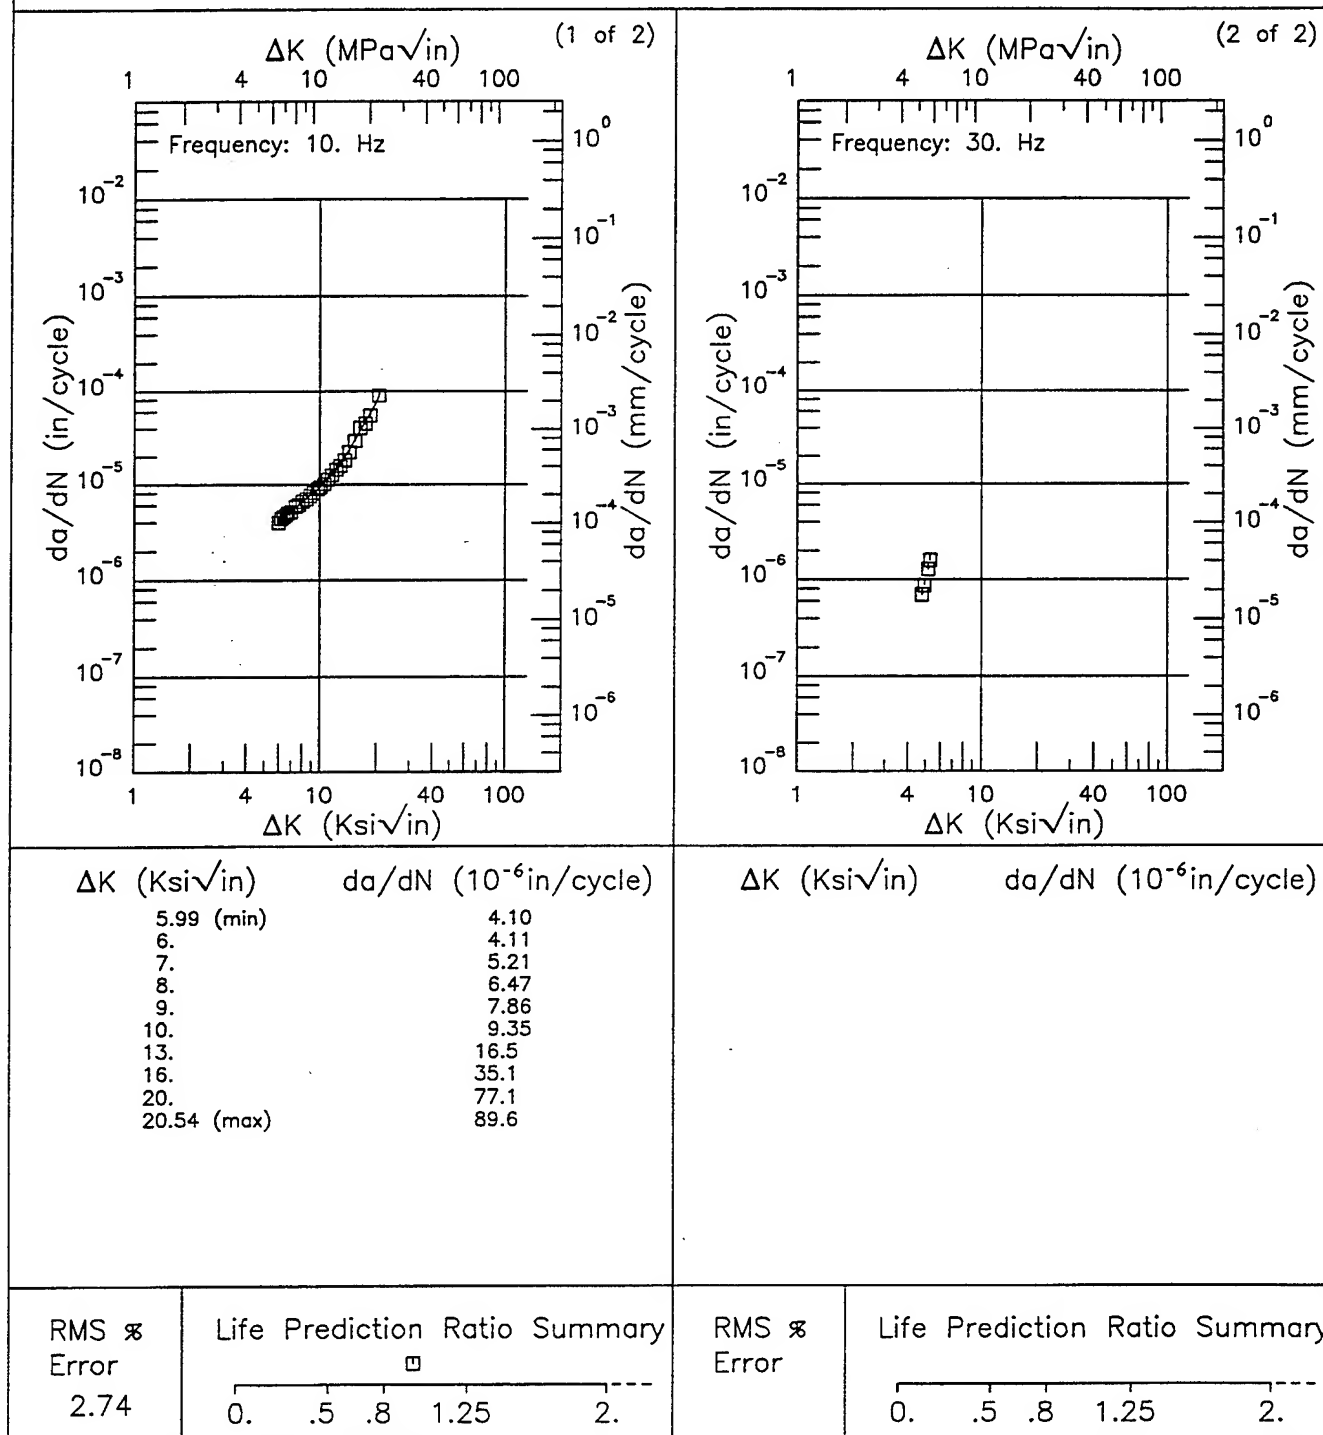 (1 of 2)
ΔK (MPa√in)
1 4 10 40 100
Frequency: 10. Hz
da/dN (in/cycle)
10⁻²
10⁻³
10⁻⁴
10⁻⁵
10⁻⁶
10⁻⁷
10⁻⁸
da/dN (mm/cycle)
10⁰
10⁻¹
10⁻²
10⁻³
10⁻⁴
10⁻⁵
10⁻⁶
1 4 10 40 100
ΔK (Ksi√in)
(2 of 2)
ΔK (MPa√in)
1 4 10 40 100
Frequency: 30. Hz
da/dN (in/cycle)
10⁻²
10⁻³
10⁻⁴
10⁻⁵
10⁻⁶
10⁻⁷
10⁻⁸
da/dN (mm/cycle)
10⁰
10⁻¹
10⁻²
10⁻³
10⁻⁴
10⁻⁵
10⁻⁶
1 4 10 40 100
ΔK (Ksi√in)
ΔK (Ksi√in) da/dN (10⁻⁶in/cycle)
5.99 (min) 4.10
6. 4.11
7. 5.21
8. 6.47
9. 7.86
10. 9.35
13. 16.5
16. 35.1
20. 77.1
20.54 (max) 89.6
ΔK (Ksi√in) da/dN (10⁻⁶in/cycle)
RMS %
Error
2.74
Life Prediction Ratio Summary
0. .5 .8 1.25 2.
RMS %
Error
Life Prediction Ratio Summary
0. .5 .8 1.25 2.